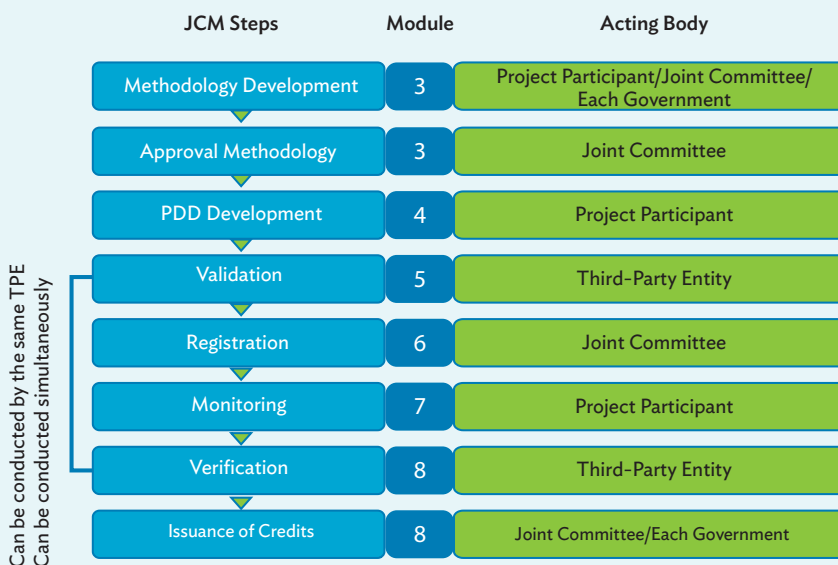 JCM Steps Module Acting Body
Methodology Development 3 Project Participant/Joint Committee/
Each Government
Approval Methodology 3 Joint Committee
PDD Development 4 Project Participant
Validation 5 Third-Party Entity
Registration 6 Joint Committee
Monitoring 7 Project Participant
Verification 8 Third-Party Entity
Issuance of Credits 8 Joint Committee/Each Government
Can be conducted by the same TPE
Can be conducted simultaneously